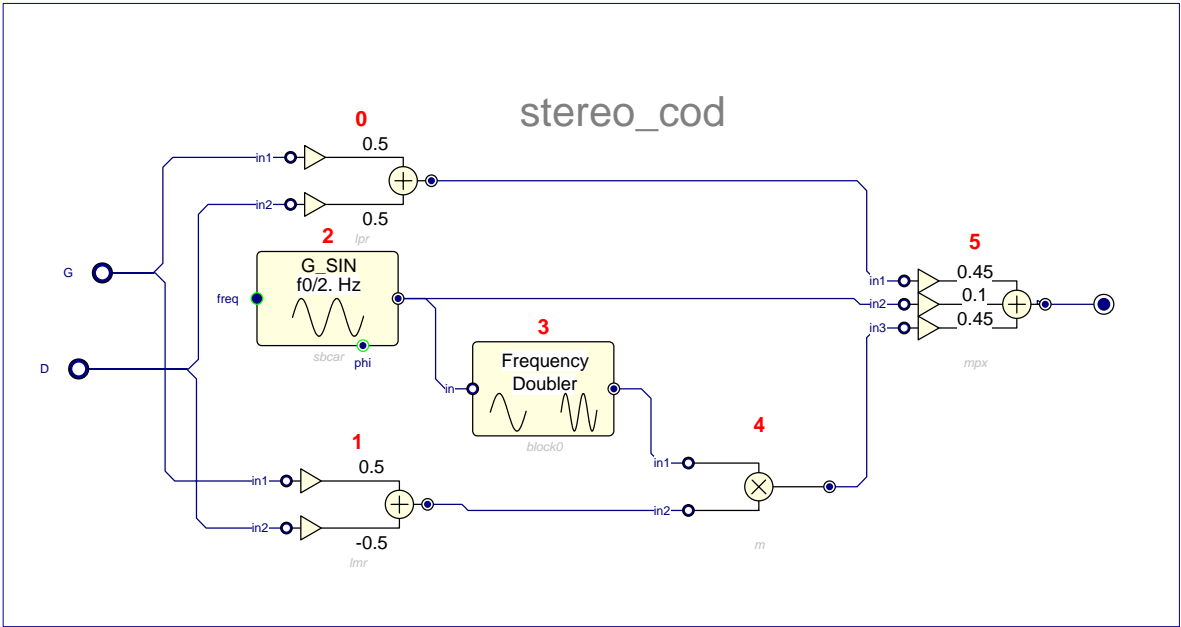 stereo_cod
0
in1
0.5
in2
0.5
lpr
2
G_SIN
f0/2. Hz
freq
sbcar
phi
G
D
3
Frequency
Doubler
in
block0
1
in1
0.5
in2
-0.5
lmr
4
in1
in2
m
5
in1
0.45
in2
0.1
in3
0.45
mpx